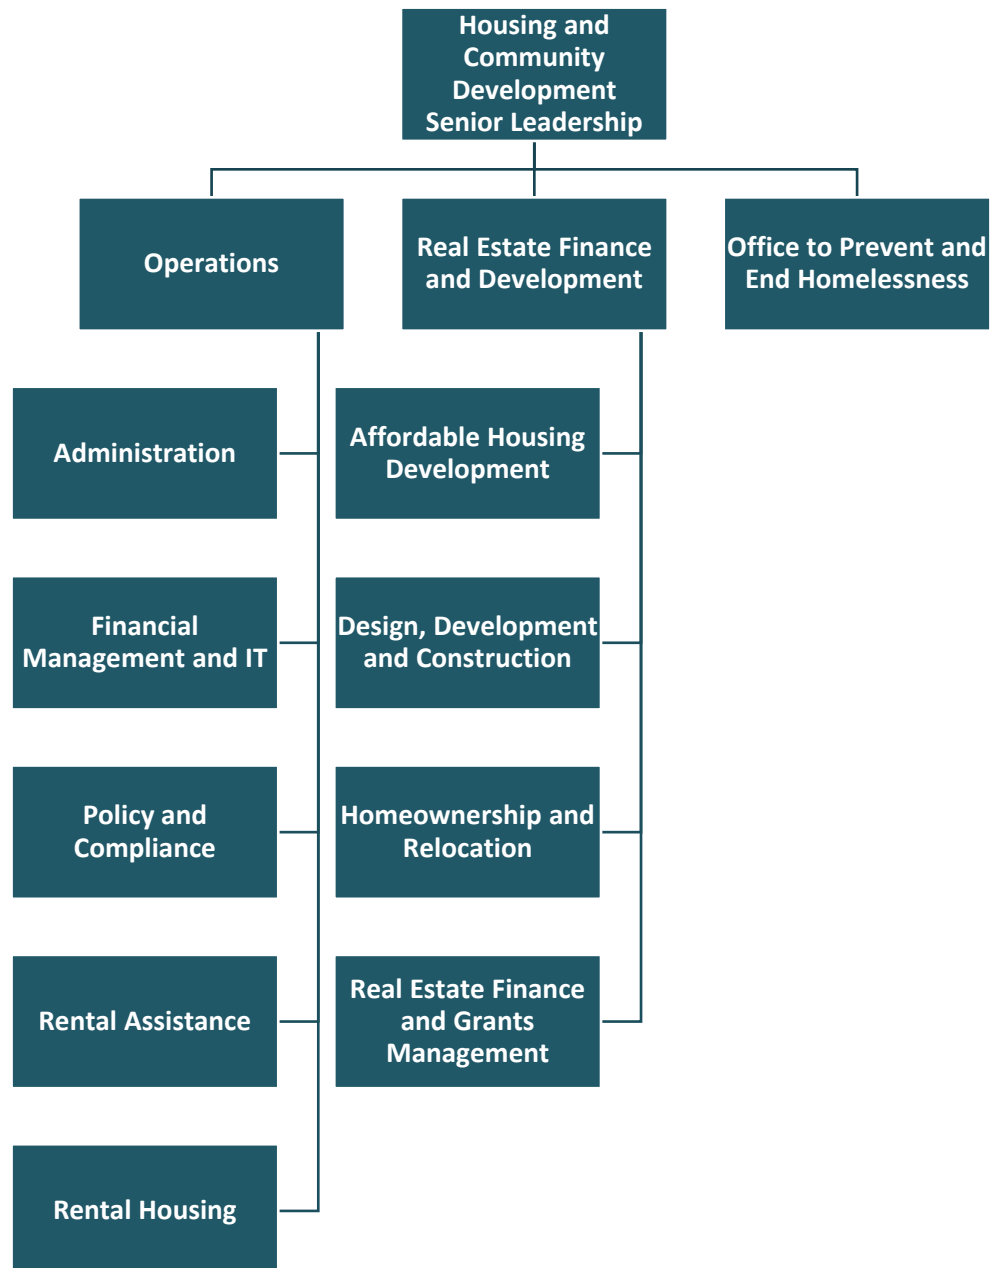 Housing and
Community
Development
Senior Leadership
Operations
Real Estate Finance
and Development
Office to Prevent and
End Homelessness
Administration
Affordable Housing
Development
Financial
Management and IT
Design, Development
and Construction
Policy and
Compliance
Homeownership and
Relocation
Rental Assistance
Real Estate Finance
and Grants
Management
Rental Housing